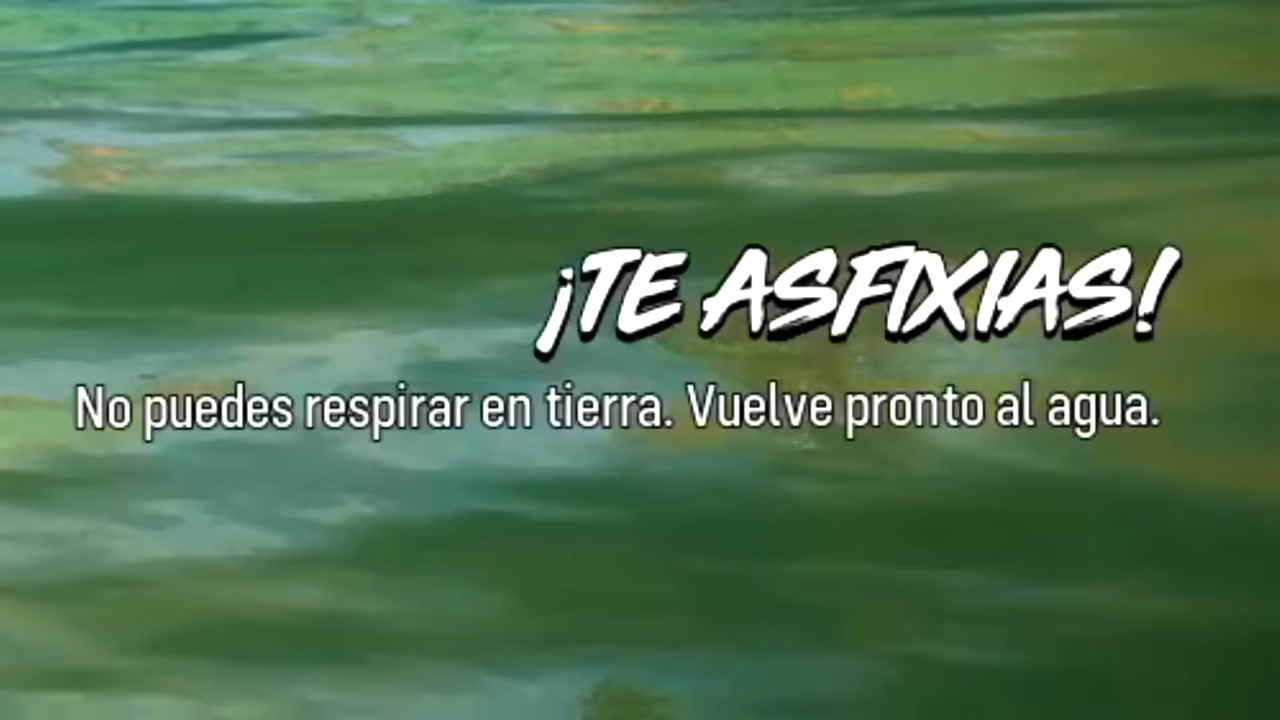 ¡TE ASFIXIAS!
No puedes respirar en tierra. Vuelve pronto al agua.